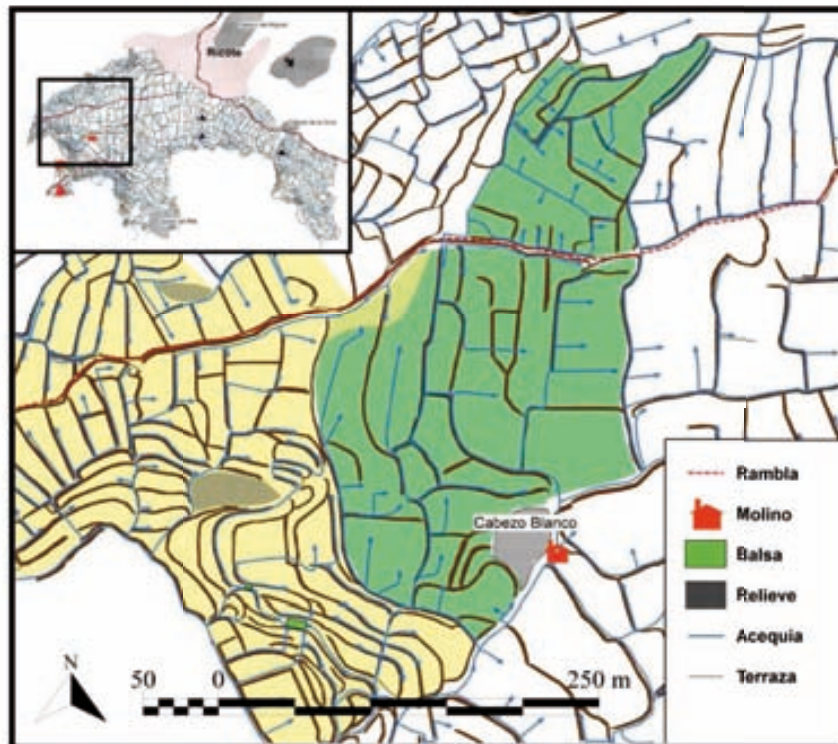 Ricote
Cabezo Blanco
Rambla
Molino
Balsa
Relieve
Acequia
Terraza
N
50 0 250 m